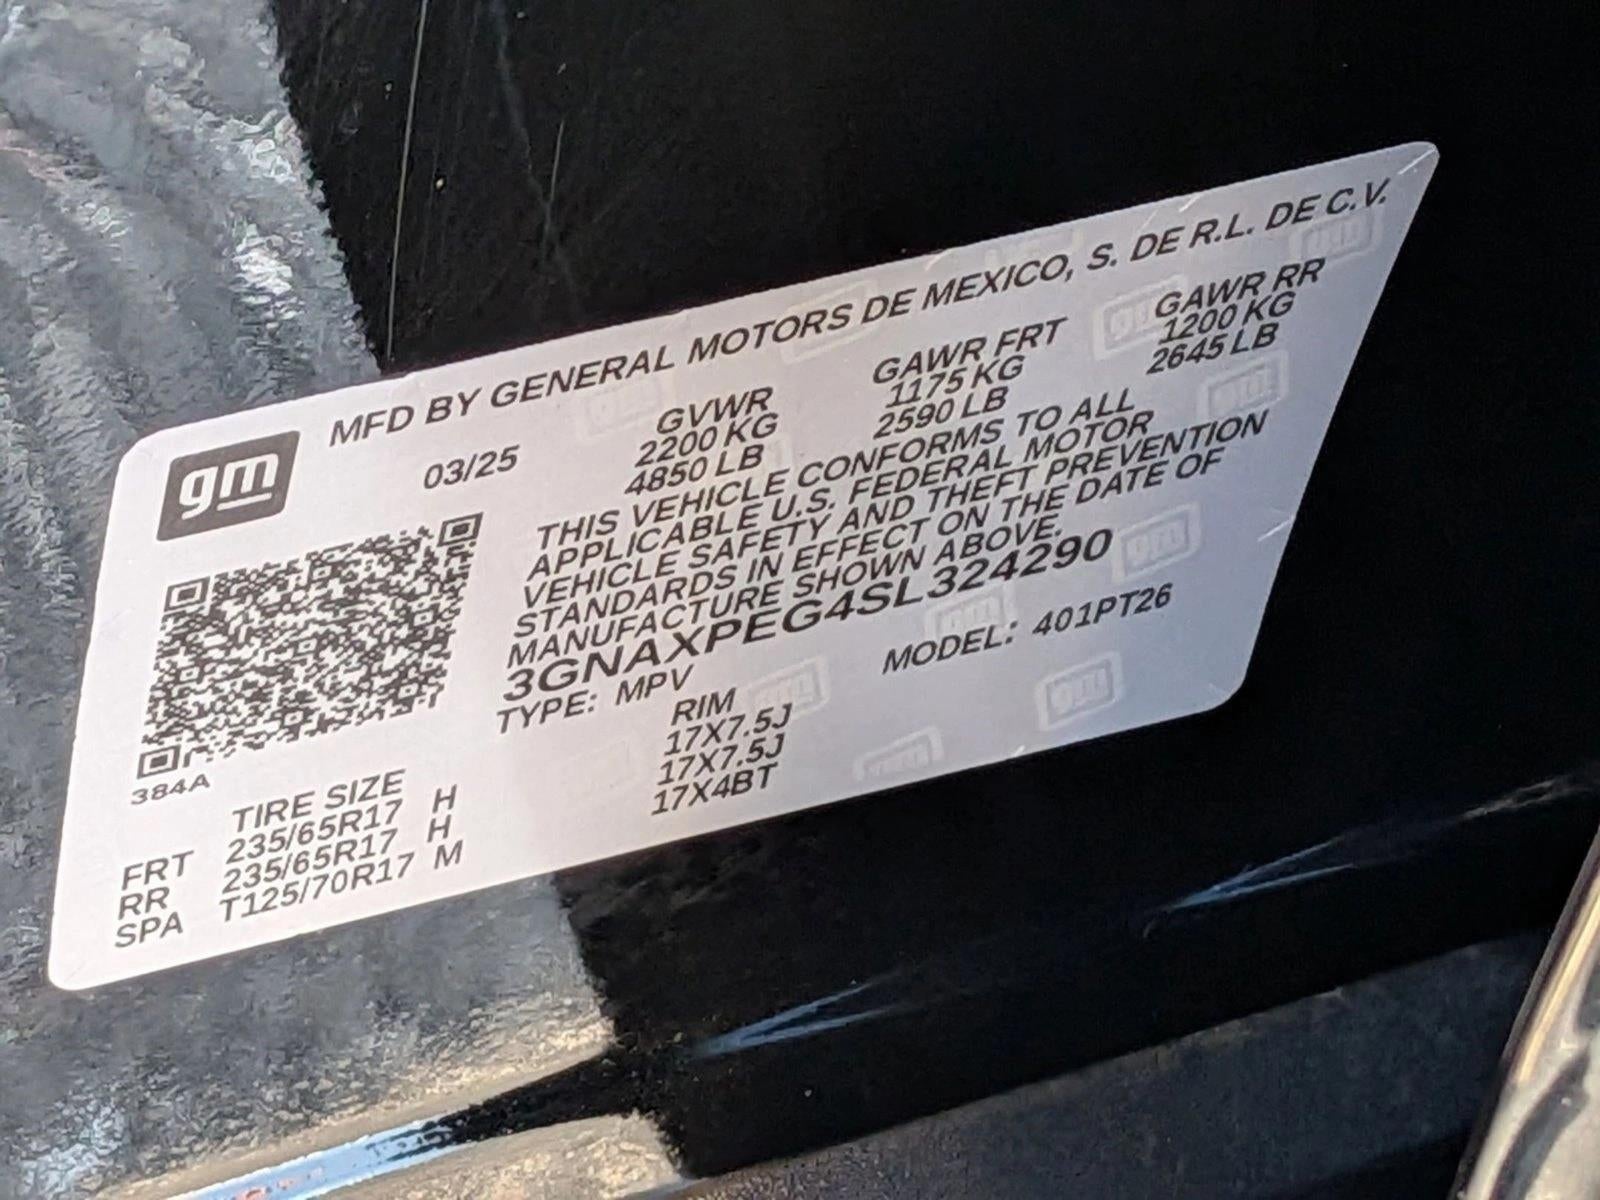 MFD BY GENERAL MOTORS DE MEXICO, S. DE R.L. DE C.V.
gm
03/25
GVWR GAWR FRT GAWR RR
2200 KG 1175 KG 1200 KG
4850 LB 2590 LB 2645 LB
THIS VEHICLE CONFORMS TO ALL
APPLICABLE U.S. FEDERAL MOTOR
VEHICLE SAFETY AND THEFT PREVENTION
STANDARDS IN EFFECT ON THE DATE OF
MANUFACTURE SHOWN ABOVE.
3GNAXPEG4SL324290
TYPE: MPV MODEL: 401PT26
384A
TIRE SIZE RIM
FRT 235/65R17 H 17X7.5J
RR 235/65R17 H 17X7.5J
SPA T125/70R17 M 17X4BT